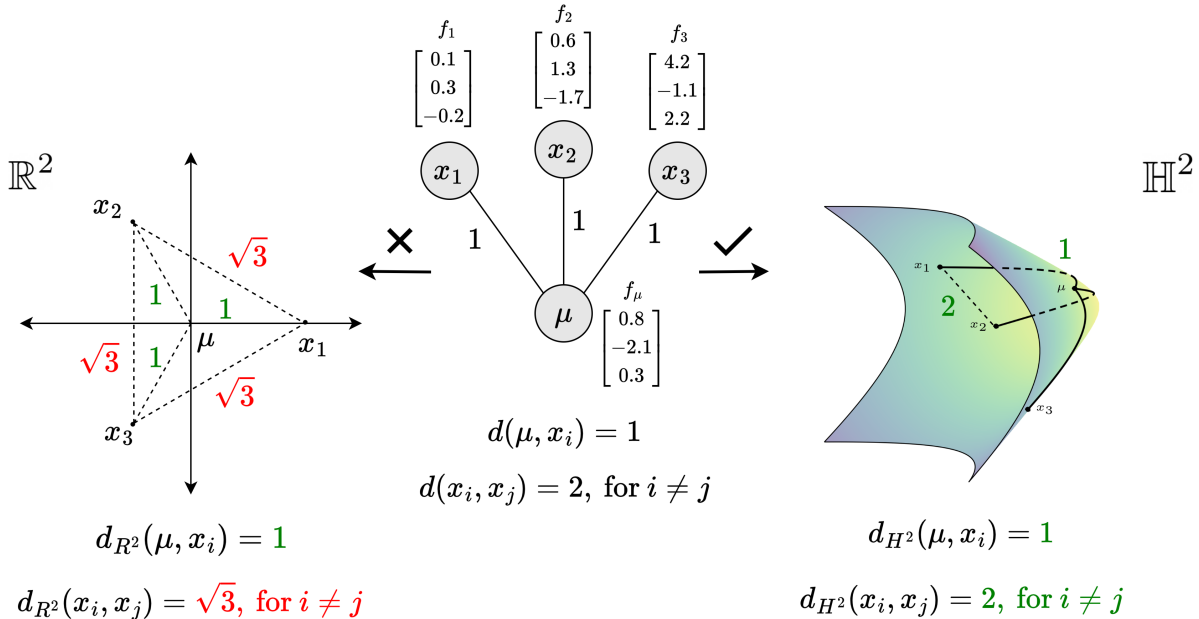 f₁
f₂
f₃
0.1
0.3
−0.2
0.6
1.3
−1.7
4.2
−1.1
2.2
x₁
x₂
x₃
1
1
1
μ
f_μ
0.8
−2.1
0.3
d(μ, xᵢ) = 1
d(xᵢ, xⱼ) = 2, for i ≠ j
ℝ²
x₂
√3
1
1
μ
x₁
√3
1
√3
x₃
d_{R²}(μ, xᵢ) = 1
d_{R²}(xᵢ, xⱼ) = √3, for i ≠ j
ℍ²
1
x₁
μ
2
x₂
x₃
d_{H²}(μ, xᵢ) = 1
d_{H²}(xᵢ, xⱼ) = 2, for i ≠ j